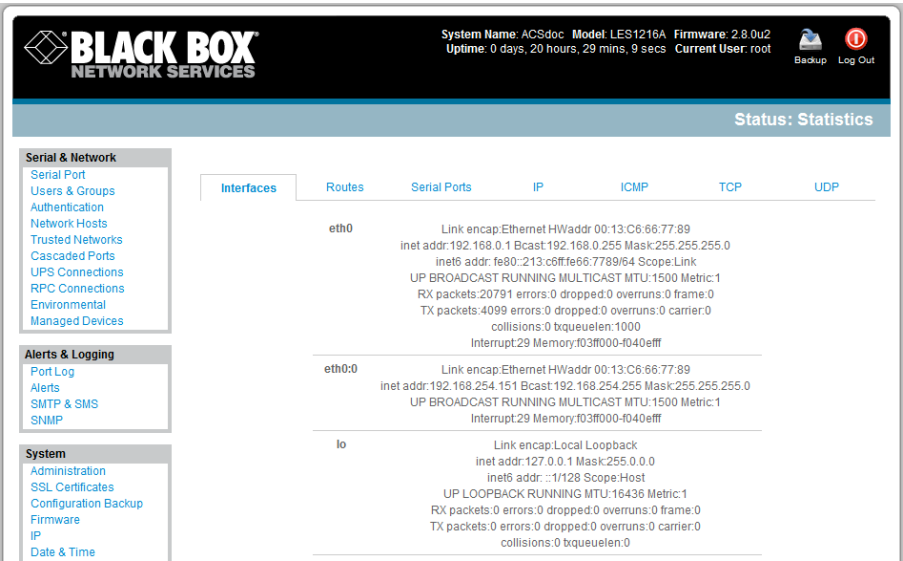 BLACK BOX
NETWORK SERVICES
System Name: ACSdoc Model: LES1216A Firmware: 2.8.0u2
Uptime: 0 days, 20 hours, 29 mins, 9 secs Current User: root
Backup
Log Out
Status: Statistics
Serial & Network
Serial Port
Users & Groups
Authentication
Network Hosts
Trusted Networks
Cascaded Ports
UPS Connections
RPC Connections
Environmental
Managed Devices
Alerts & Logging
Port Log
Alerts
SMTP & SMS
SNMP
System
Administration
SSL Certificates
Configuration Backup
Firmware
IP
Date & Time
Interfaces Routes Serial Ports IP ICMP TCP UDP
eth0 Link encap:Ethernet HWaddr 00:13:C6:66:77:89
inet addr:192.168.0.1 Bcast:192.168.0.255 Mask:255.255.255.0
inet6 addr: fe80::213:c6ff:fe66:7789/64 Scope:Link
UP BROADCAST RUNNING MULTICAST MTU:1500 Metric:1
RX packets:20791 errors:0 dropped:0 overruns:0 frame:0
TX packets:4099 errors:0 dropped:0 overruns:0 carrier:0
collisions:0 txqueuelen:1000
Interrupt:29 Memory:f03ff000-f040efff
eth0:0 Link encap:Ethernet HWaddr 00:13:C6:66:77:89
inet addr:192.168.254.151 Bcast:192.168.254.255 Mask:255.255.255.0
UP BROADCAST RUNNING MULTICAST MTU:1500 Metric:1
Interrupt:29 Memory:f03ff000-f040efff
lo Link encap:Local Loopback
inet addr:127.0.0.1 Mask:255.0.0.0
inet6 addr: ::1/128 Scope:Host
UP LOOPBACK RUNNING MTU:16436 Metric:1
RX packets:0 errors:0 dropped:0 overruns:0 frame:0
TX packets:0 errors:0 dropped:0 overruns:0 carrier:0
collisions:0 txqueuelen:0